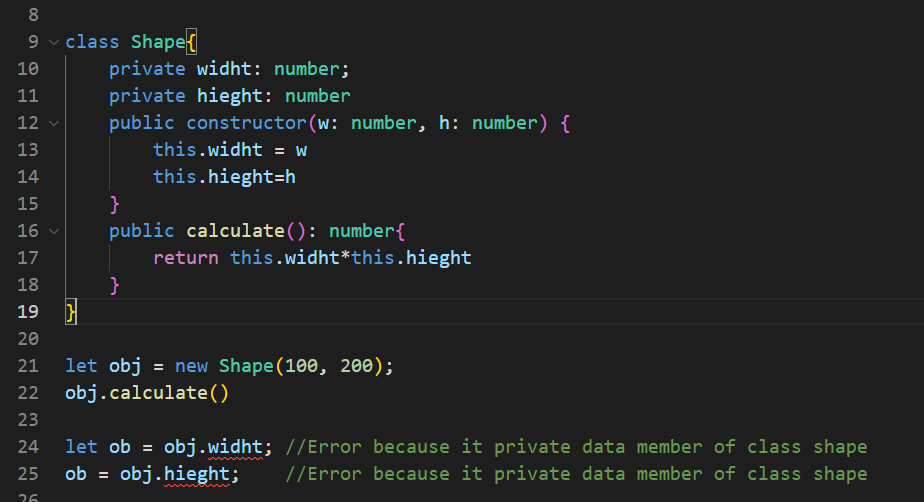 8
9 class Shape{
10 private widht: number;
11 private hieght: number
12 public constructor(w: number, h: number) {
13 this.widht = w
14 this.hieght=h
15 }
16 public calculate(): number{
17 return this.widht*this.hieght
18 }
19 }
20
21 let obj = new Shape(100, 200);
22 obj.calculate()
23
24 let ob = obj.widht; //Error because it private data member of class shape
25 ob = obj.hieght; //Error because it private data member of class shape
26